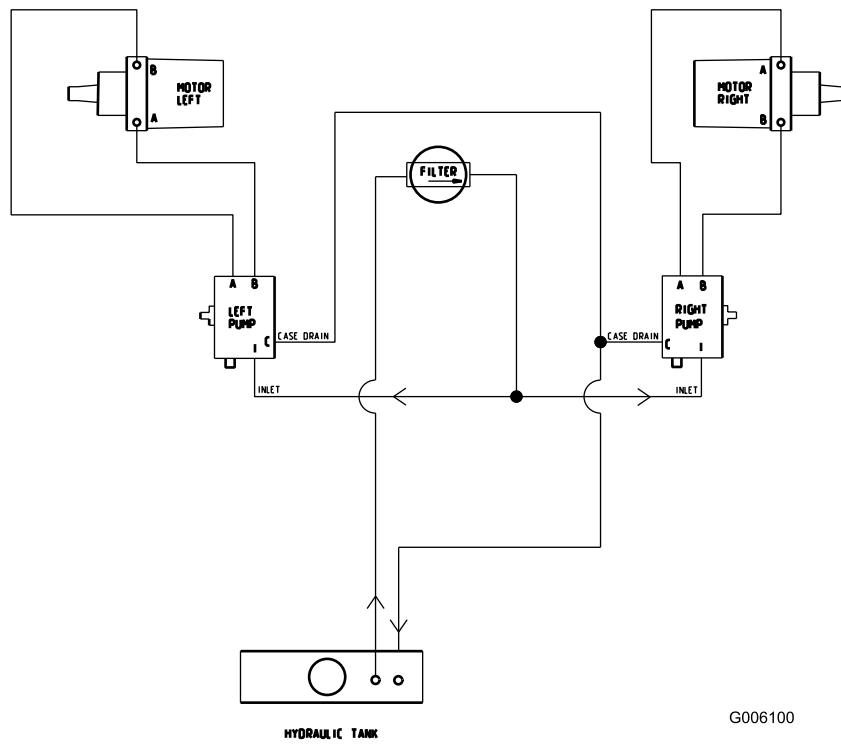 B
MOTOR
LEFT
A
A
MOTOR
RIGHT
B
FILTER
A B
LEFT
PUMP
C
I
CASE DRAIN
INLET
A B
RIGHT
PUMP
CASE DRAIN
C
I
INLET
HYDRAULIC TANK
G006100